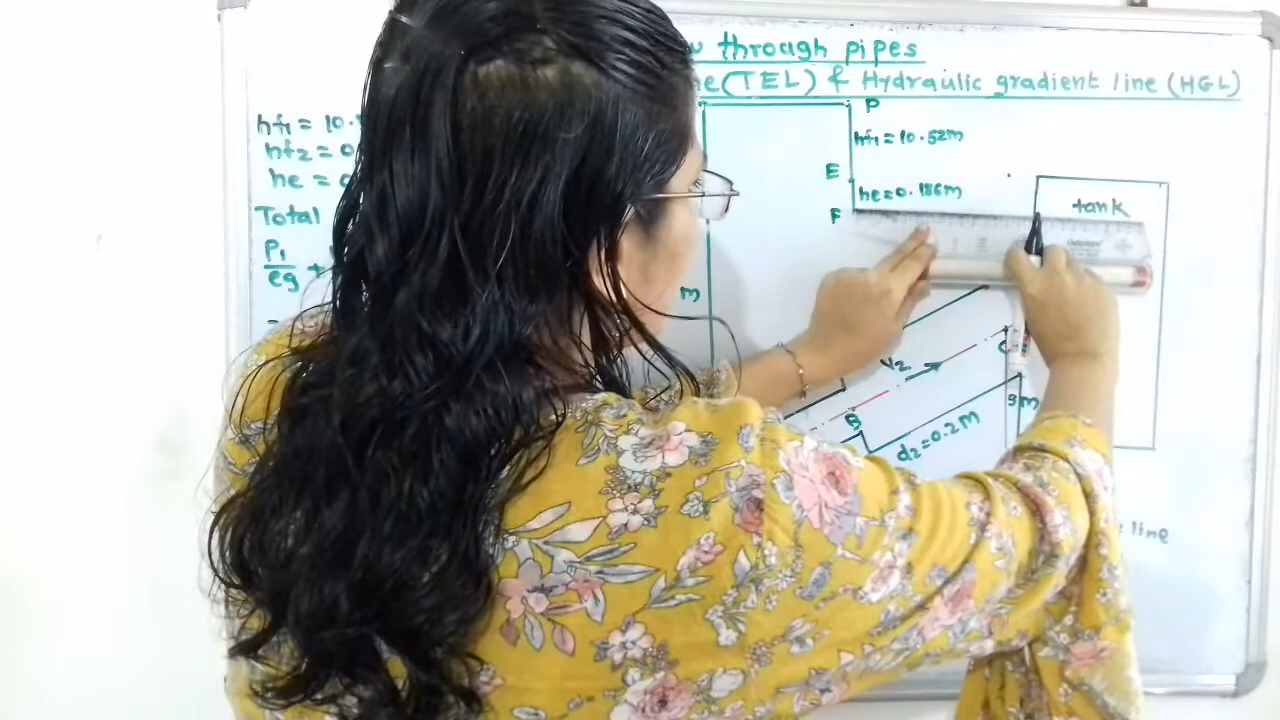 through pipes
(TEL) & Hydraulic gradient line (HGL)
hf1 = 10.
hf2 = 0
he = 0
Total
P1/eg +
P
hf1 = 10.52m
E
he=0.186m
F
tank
m
V2
C
3m
B
d2=0.2m
line